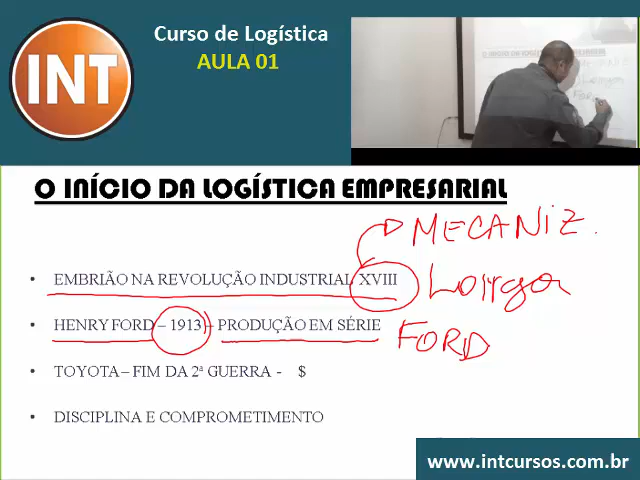 INT
Curso de Logística
AULA 01
O INÍCIO DA LOGÍSTICA EMPRESARIAL
MECANIZ.
• EMBRIÃO NA REVOLUÇÃO INDUSTRIAL XVIII
Larga
• HENRY FORD – 1913 – PRODUÇÃO EM SÉRIE
FORD
• TOYOTA – FIM DA 2ª GUERRA - $
• DISCIPLINA E COMPROMETIMENTO
www.intcursos.com.br